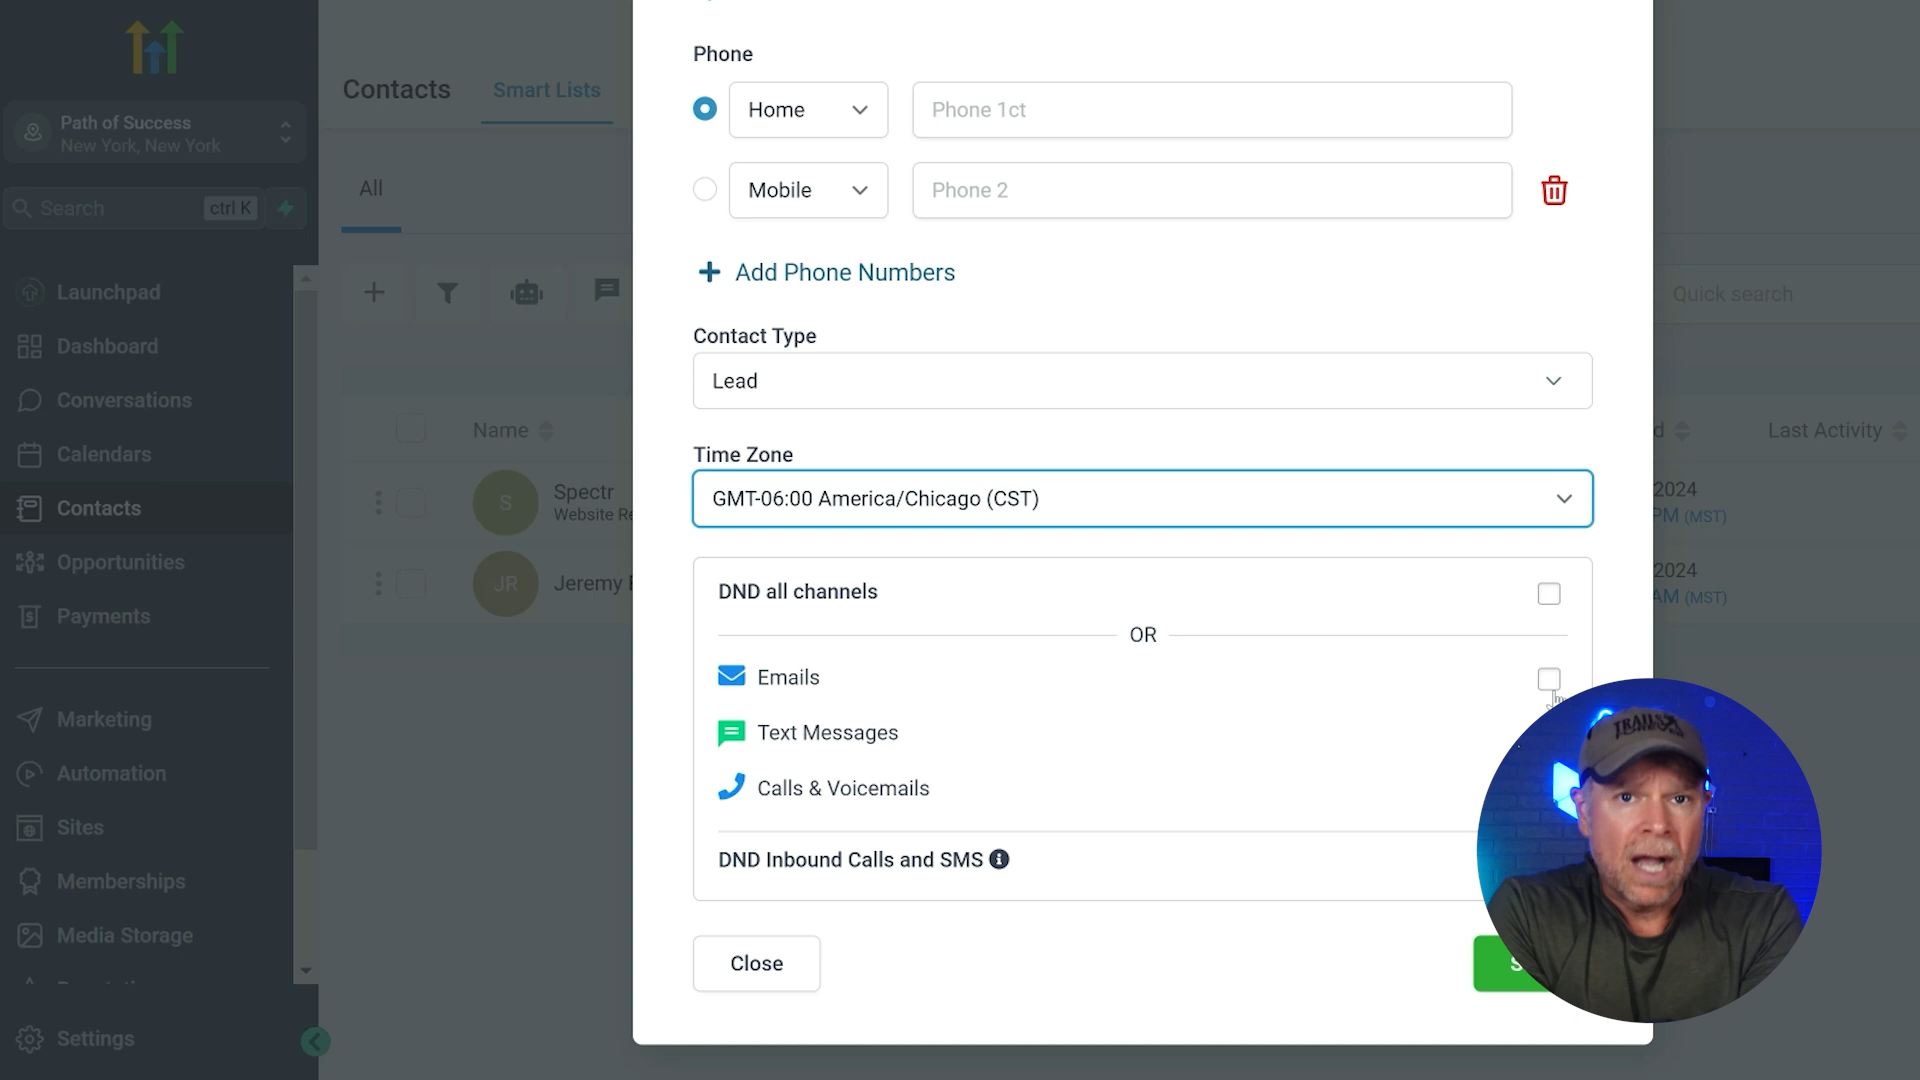 Path of Success
New York, New York
Search
ctrl K
Launchpad
Dashboard
Conversations
Calendars
Contacts
Opportunities
Payments
Marketing
Automation
Sites
Memberships
Media Storage
Settings
Contacts
Smart Lists
All
Name
S
Spectr
Website Re
JR
Jeremy
Phone
Home
Phone 1ct
Mobile
Phone 2
Add Phone Numbers
Contact Type
Lead
Time Zone
GMT-06:00 America/Chicago (CST)
DND all channels
OR
Emails
Text Messages
Calls & Voicemails
DND Inbound Calls and SMS
Close
S
Quick search
d
Last Activity
2024
PM (MST)
2024
AM (MST)
TRAILS